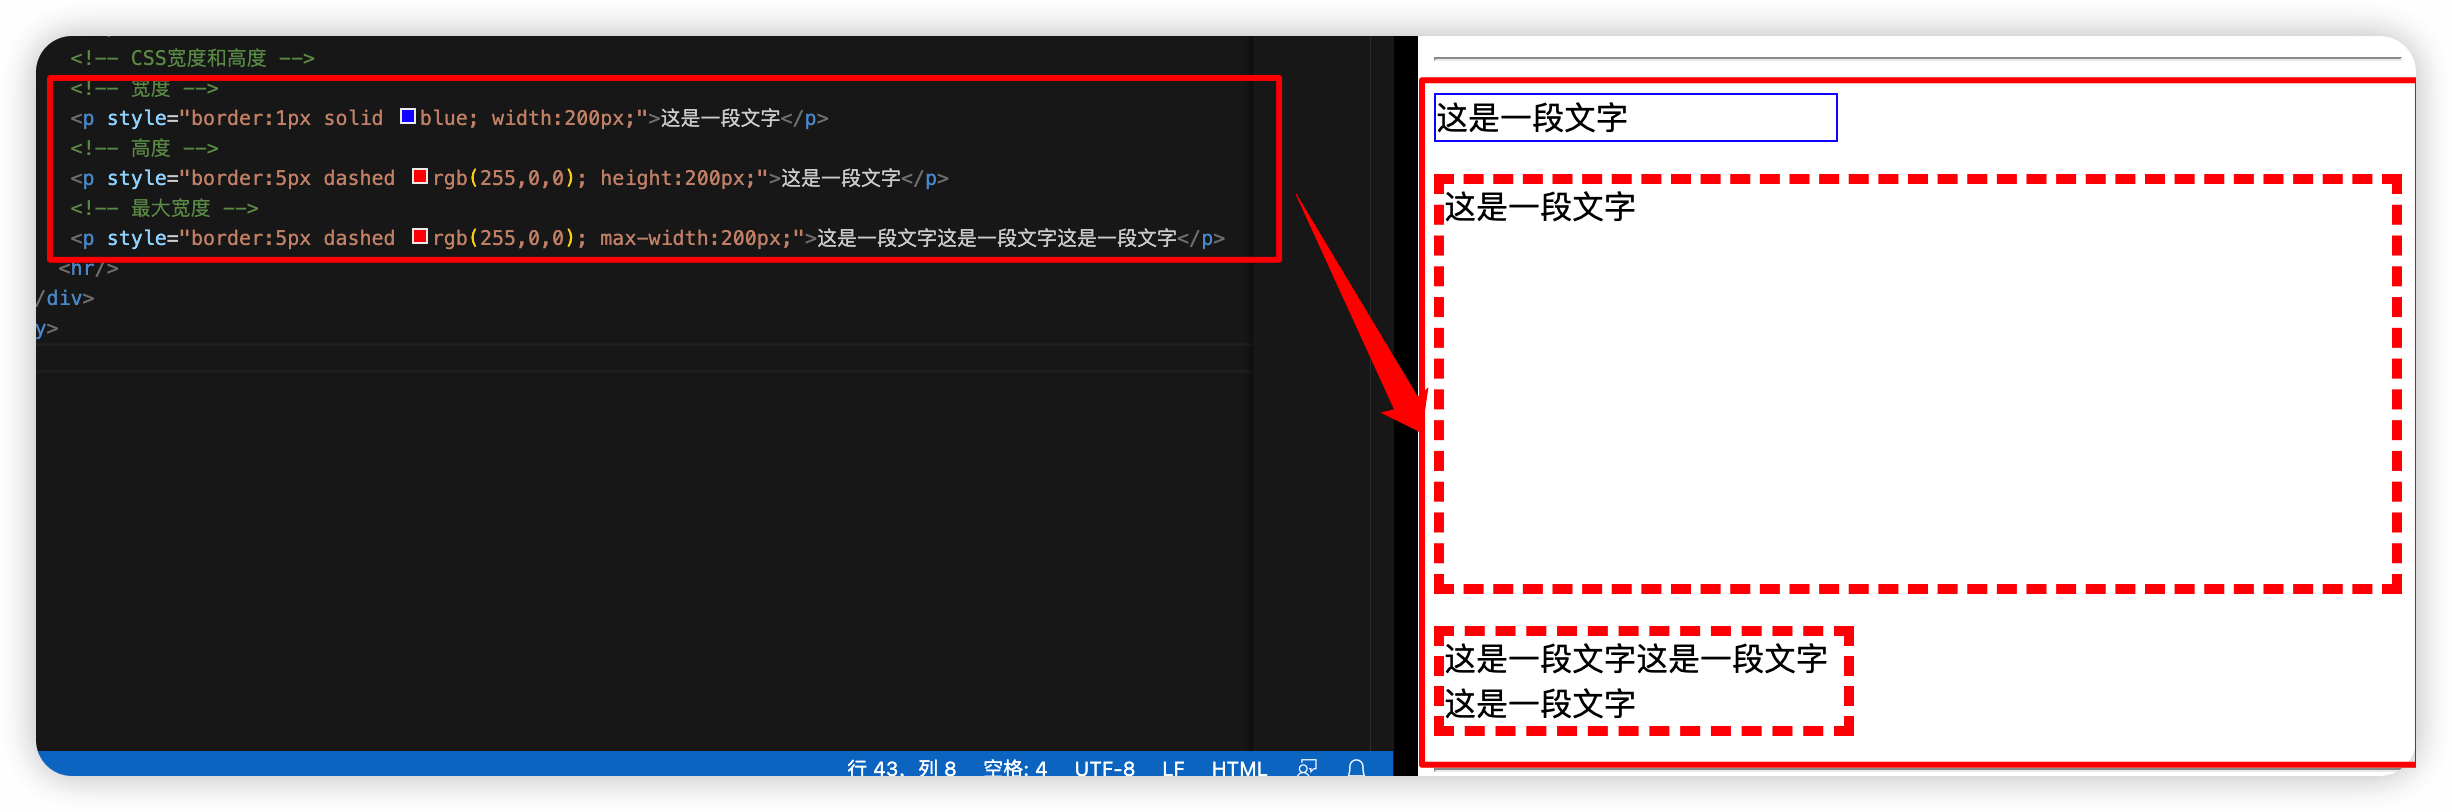 <!-- CSS宽度和高度 -->
<!-- 宽度 -->
<p style="border:1px solid blue; width:200px;">这是一段文字</p>
<!-- 高度 -->
<p style="border:5px dashed rgb(255,0,0); height:200px;">这是一段文字</p>
<!-- 最大宽度 -->
<p style="border:5px dashed rgb(255,0,0); max-width:200px;">这是一段文字这是一段文字这是一段文字</p>
<hr/>
/div>
y>
行 43，列 8 空格: 4 UTF-8 LF HTML
这是一段文字
这是一段文字
这是一段文字这是一段文字
这是一段文字